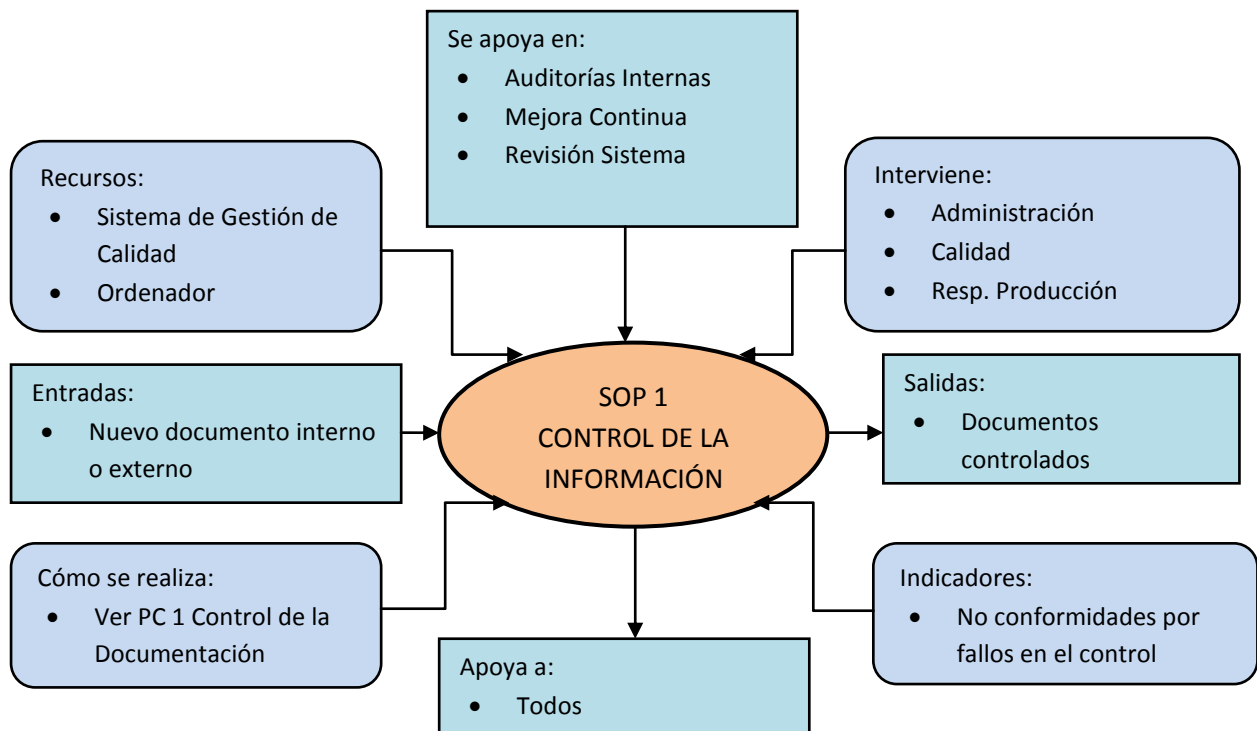 Se apoya en:
• Auditorías Internas
• Mejora Continua
• Revisión Sistema
Recursos:
• Sistema de Gestión de
Calidad
• Ordenador
Interviene:
• Administración
• Calidad
• Resp. Producción
Entradas:
• Nuevo documento interno
o externo
SOP 1
CONTROL DE LA
INFORMACIÓN
Salidas:
• Documentos
controlados
Cómo se realiza:
• Ver PC 1 Control de la
Documentación
Apoya a:
• Todos
Indicadores:
• No conformidades por
fallos en el control